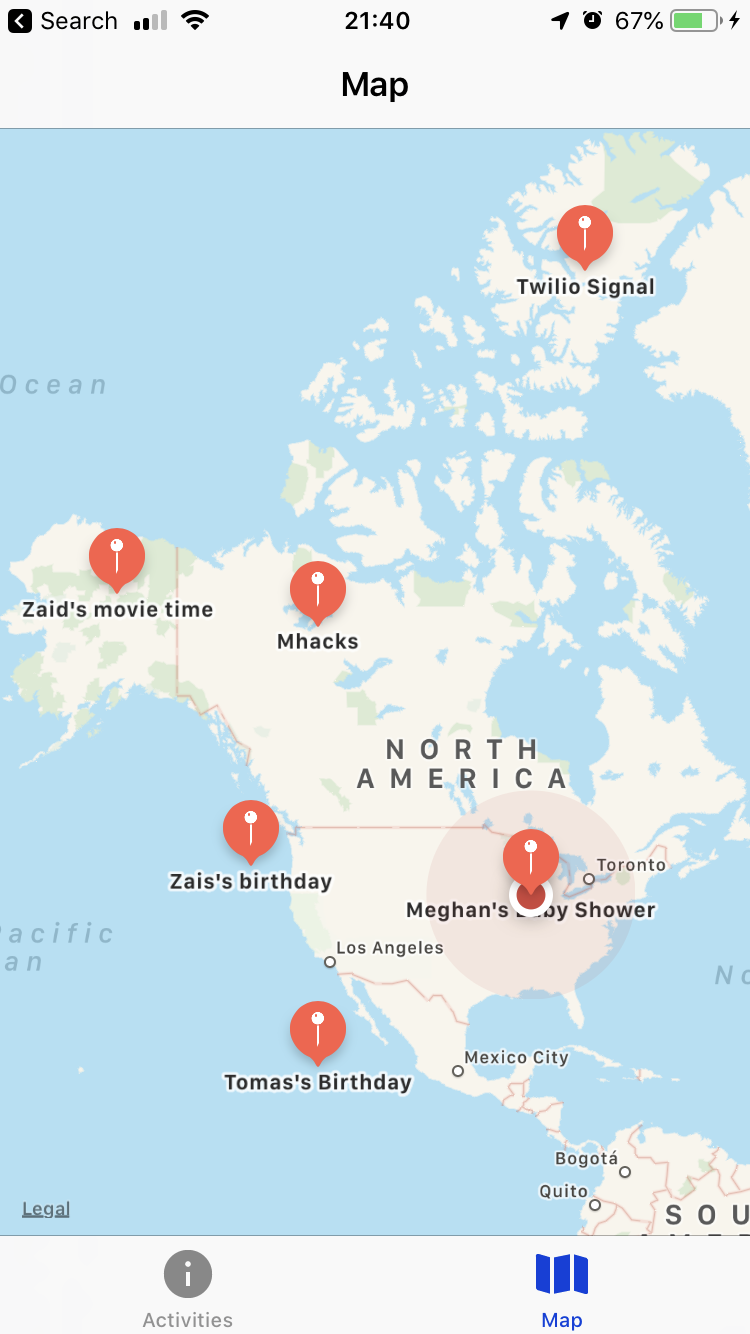 Search 21:40 67%
Map
Twilio Signal
Ocean
Zaid's movie time
Mhacks
NORTH
AMERICA
Zais's birthday
Toronto
Meghan's Baby Shower
acific
an
Los Angeles
No
Tomas's Birthday
Mexico City
Bogotá
Quito
Legal
SOU
Activities Map